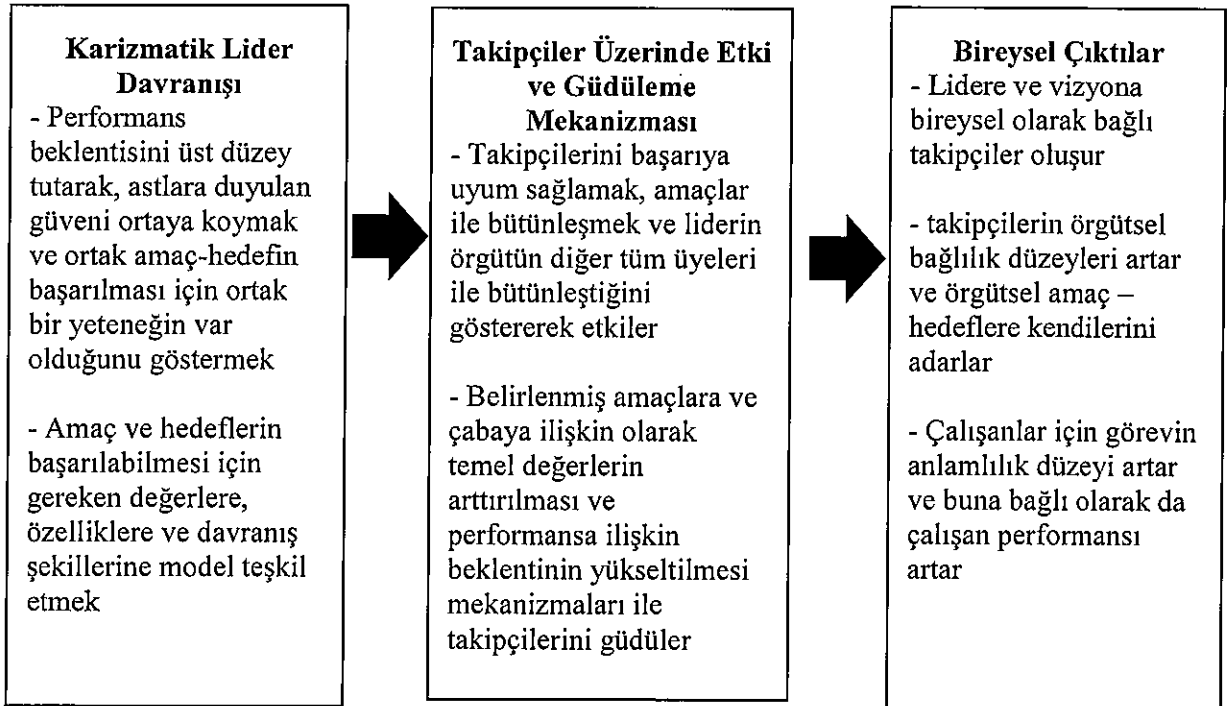 Karizmatik Lider
Davranışı
- Performans
beklentisini üst düzey
tutarak, astlara duyulan
güveni ortaya koymak
ve ortak amaç-hedefin
başarılması için ortak
bir yeteneğin var
olduğunu göstermek
- Amaç ve hedeflerin
başarılabilmesi için
gereken değerlere,
özelliklere ve davranış
şekillerine model teşkil
etmek
Takipçiler Üzerinde Etki
ve Güdüleme
Mekanizması
- Takipçilerini başarıya
uyum sağlamak, amaçlar
ile bütünleşmek ve liderin
örgütün diğer tüm üyeleri
ile bütünleştiğini
göstererek etkiler
- Belirlenmiş amaçlara ve
çabaya ilişkin olarak
temel değerlerin
arttırılması ve
performansa ilişkin
beklentinin yükseltilmesi
mekanizmaları ile
takipçilerini güdüler
Bireysel Çıktılar
- Lidere ve vizyona
bireysel olarak bağlı
takipçiler oluşur
- takipçilerin örgütsel
bağlılık düzeyleri artar
ve örgütsel amaç –
hedeflere kendilerini
adarlar
- Çalışanlar için görevin
anlamlılık düzeyi artar
ve buna bağlı olarak da
çalışan performansı
artar